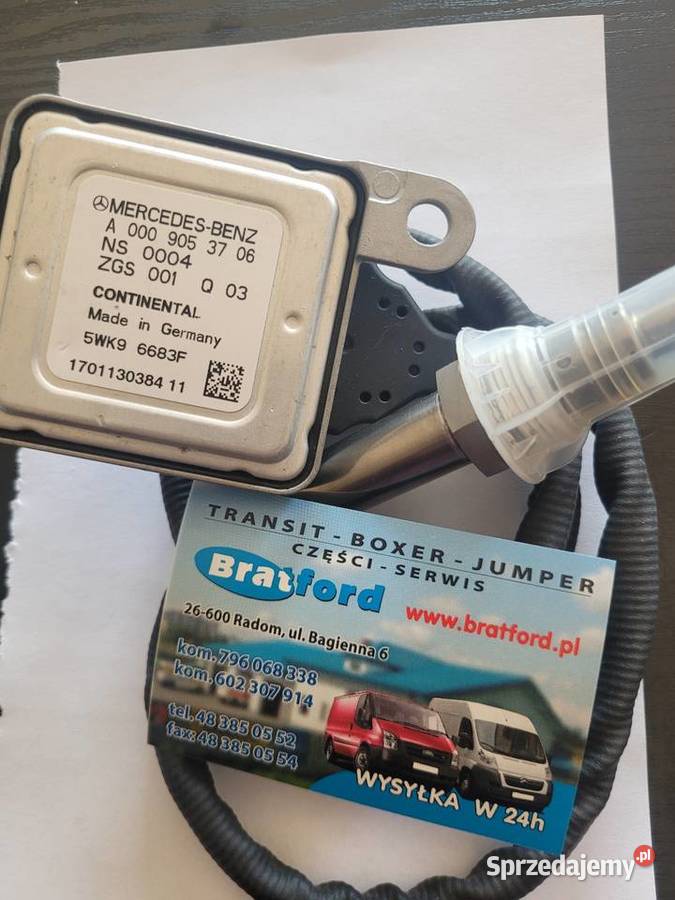 MERCEDES-BENZ
A 000 905 37 06
NS 0004
ZGS 001 Q 03
CONTINENTAL
Made in Germany
5WK9 6683F
1701130384 11
TRANSIT - BOXER - JUMPER
CZĘŚCI - SERWIS
Bratford
www.bratford.pl
26-600 Radom, ul. Bagienna 6
kom. 796 068 338
kom. 602 307 914
tel. 48 385 05 52
fax: 48 385 05 54
WYSYŁKA W 24h
Sprzedajemy.pl